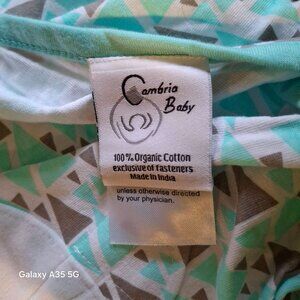 Cambria
Baby
100% Organic Cotton
exclusive of fasteners
Made in India
unless otherwise directed
by your physician.
Galaxy A35 5G